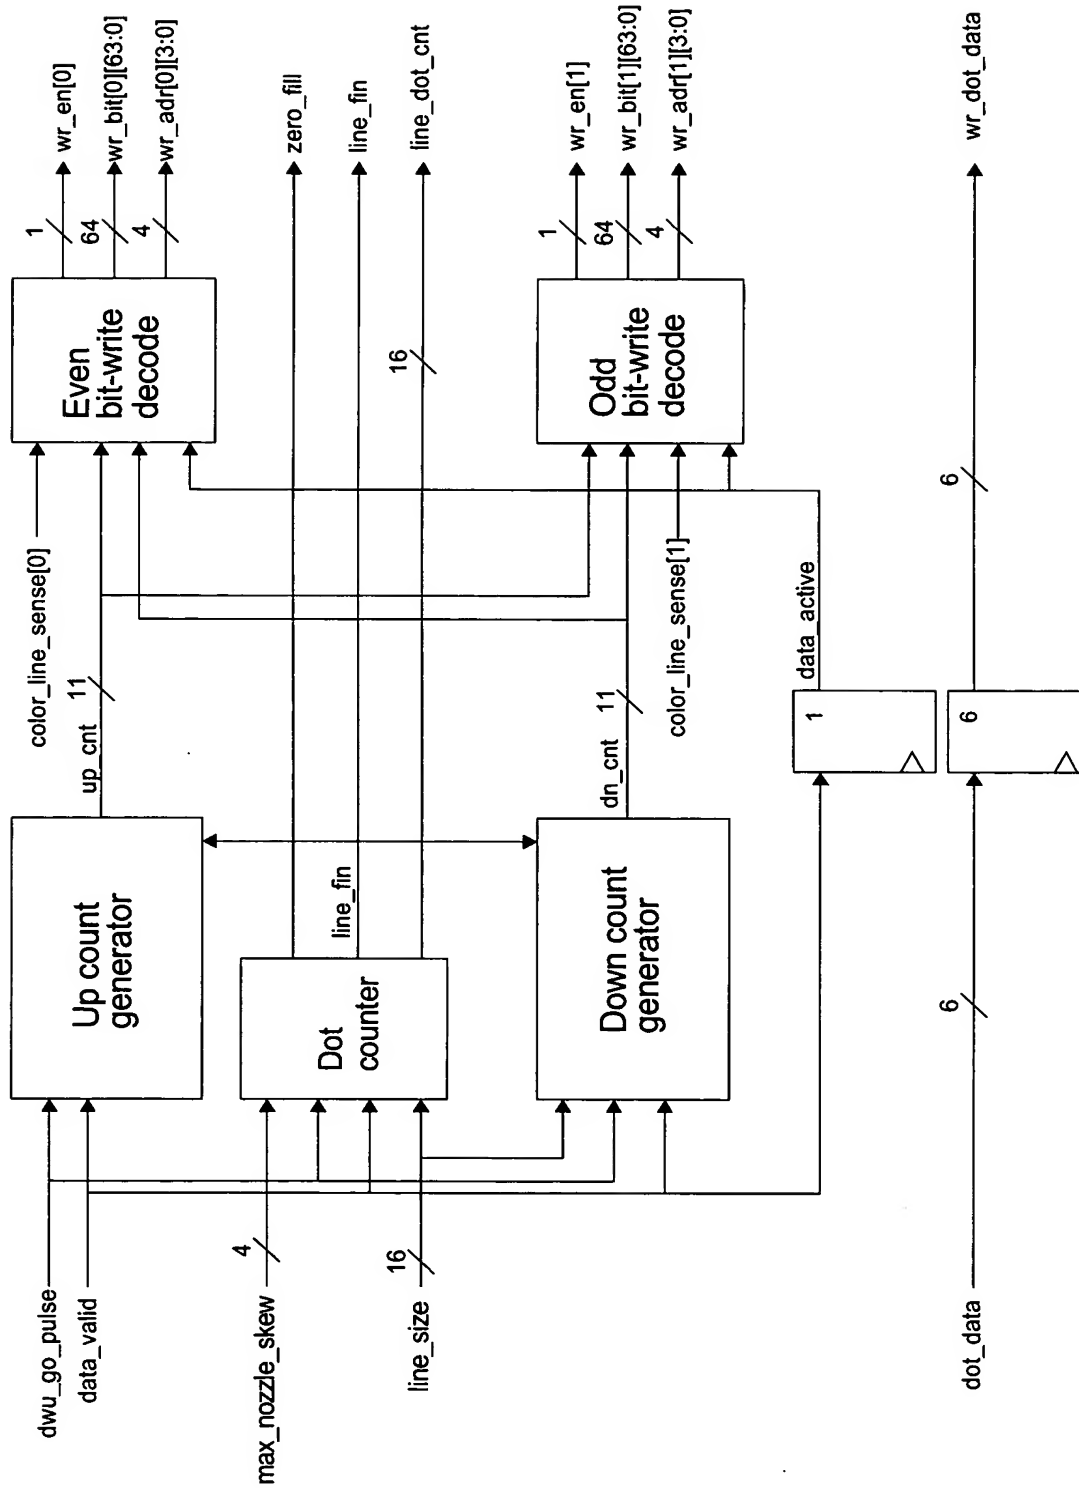 dwu_go_pulse
data_valid
max_nozzle_skew
4
line_size
16
dot_data
6
Up count
generator
Dot
counter
Down count
generator
line_fin
up_cnt
11
color_line_sense[0]
dn_cnt
11
color_line_sense[1]
1
data_active
6
Even
bit-write
decode
Odd
bit-write
decode
16
6
1
wr_en[0]
64
wr_bit[0][63:0]
4
wr_adr[0][3:0]
zero_fill
line_fin
line_dot_cnt
1
wr_en[1]
64
wr_bit[1][63:0]
4
wr_adr[1][3:0]
wr_dot_data